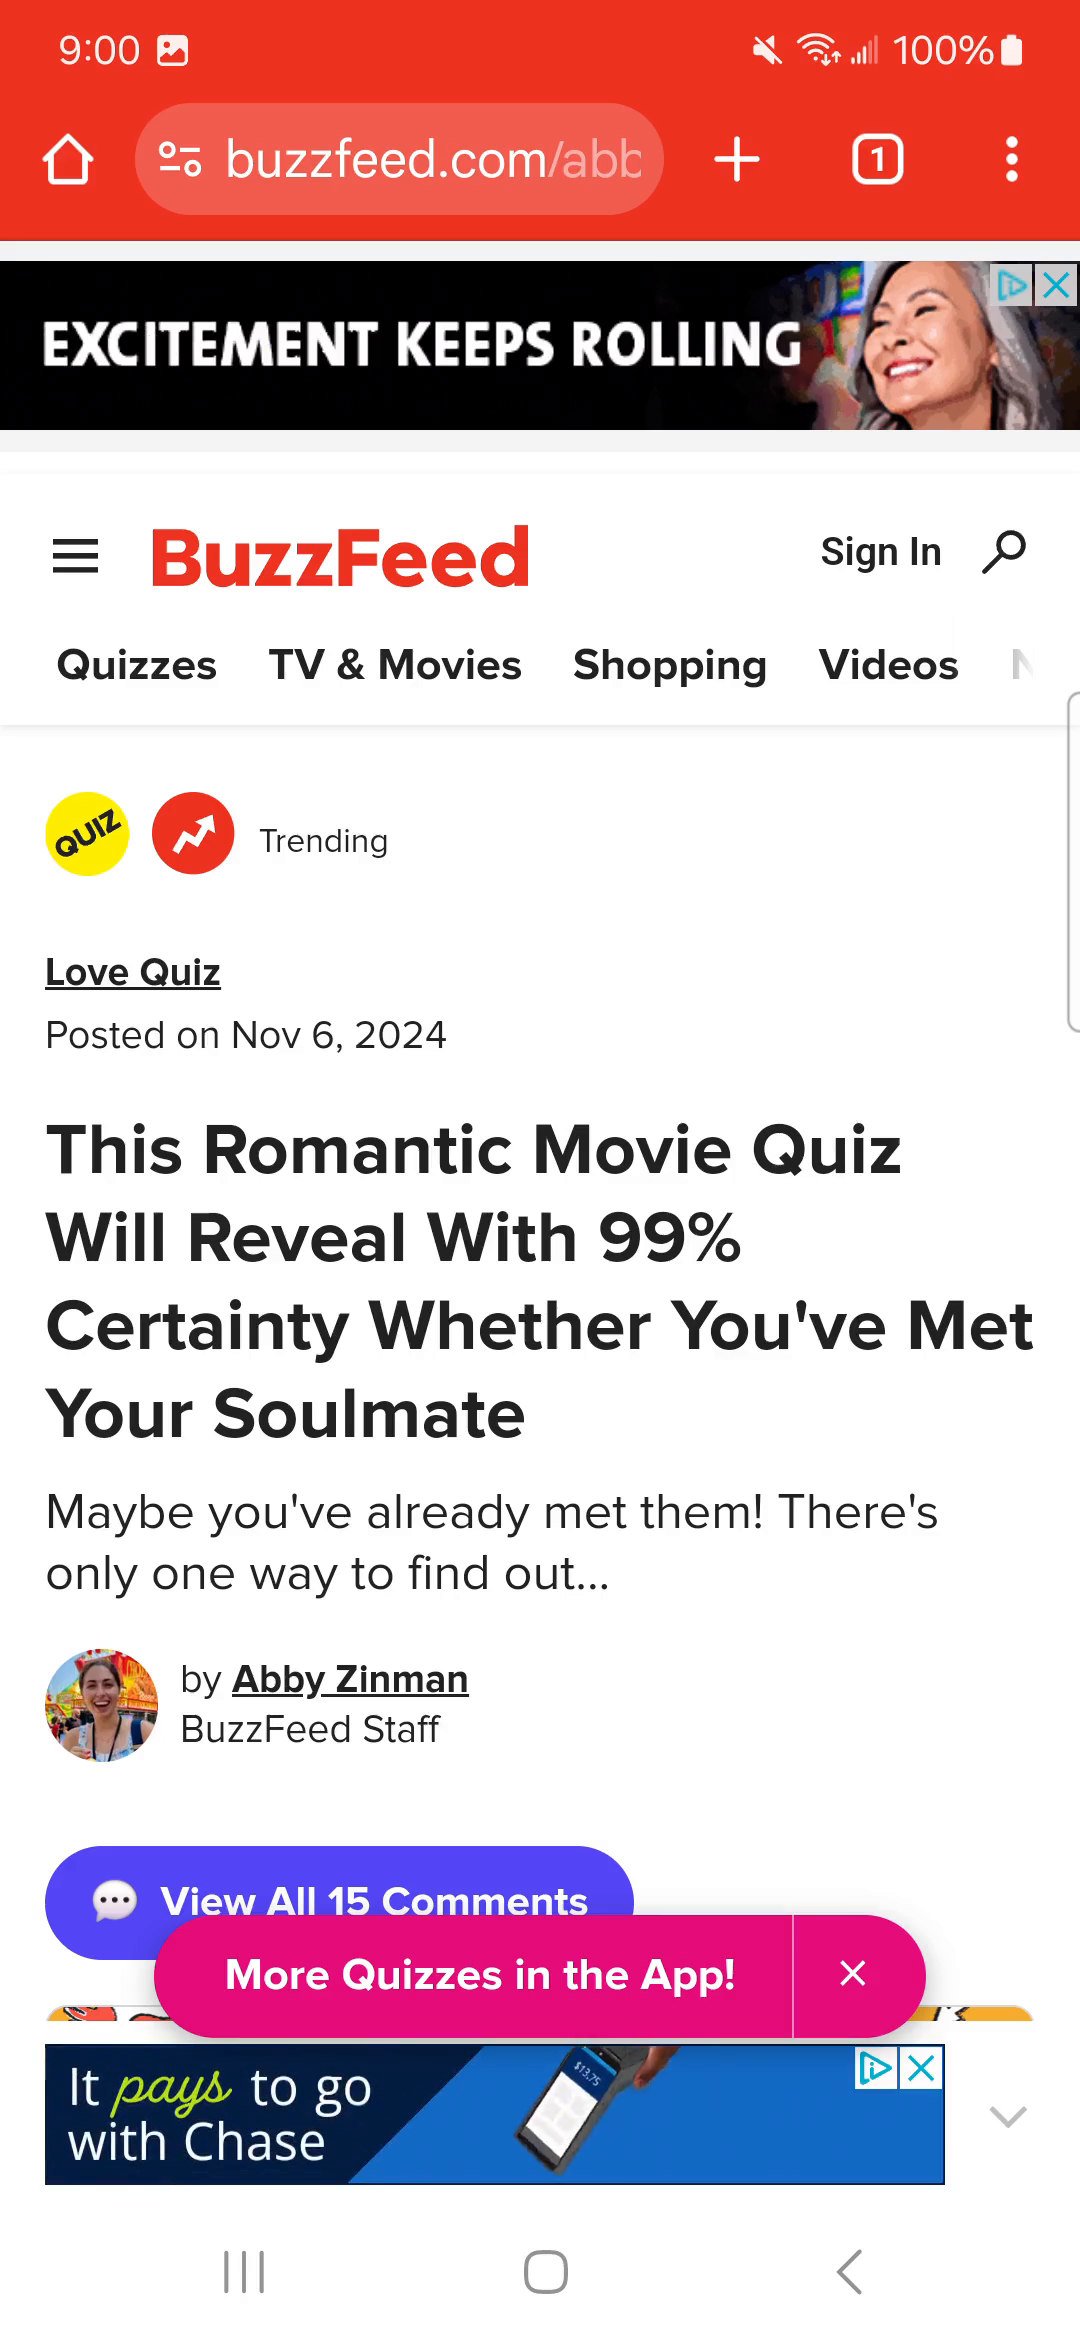 9:00
100%
buzzfeed.com/abb
1
EXCITEMENT KEEPS ROLLING
BuzzFeed
Sign In
Quizzes TV & Movies Shopping Videos N
QUIZ
Trending
Love Quiz
Posted on Nov 6, 2024
This Romantic Movie Quiz
Will Reveal With 99%
Certainty Whether You've Met
Your Soulmate
Maybe you've already met them! There's
only one way to find out...
by Abby Zinman
BuzzFeed Staff
View All 15 Comments
More Quizzes in the App!
It pays to go
with Chase
$13.75